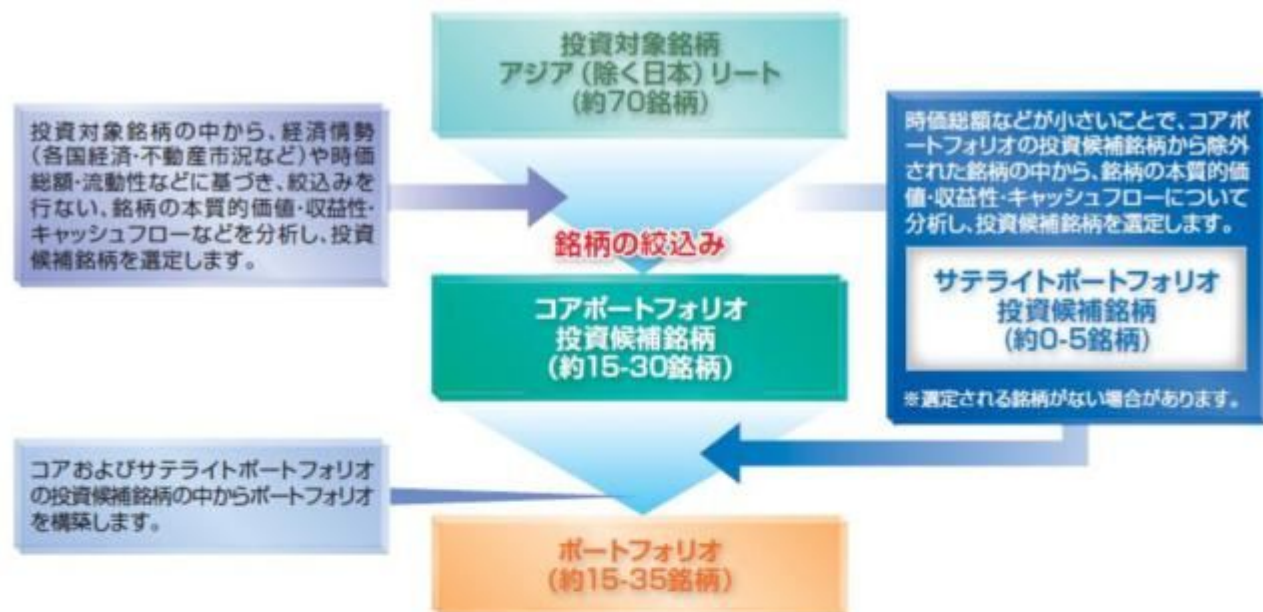 投資対象銘柄
アジア（除く日本）リート
（約70銘柄）
投資対象銘柄の中から、経済情勢
（各国経済・不動産市況など）や時価
総額・流動性などに基づき、絞込みを
行ない、銘柄の本質的価値・収益性・
キャッシュフローなどを分析し、投資
候補銘柄を選定します。
時価総額などが小さいことで、コアポ
ートフォリオの投資候補銘柄から除外
された銘柄の中から、銘柄の本質的価
値・収益性・キャッシュフローについて
分析し、投資候補銘柄を選定します。
サテライトポートフォリオ
投資候補銘柄
（約0-5銘柄）
※選定される銘柄がない場合があります。
銘柄の絞込み
コアポートフォリオ
投資候補銘柄
（約15-30銘柄）
コアおよびサテライトポートフォリオ
の投資候補銘柄の中からポートフォリオ
を構築します。
ポートフォリオ
（約15-35銘柄）